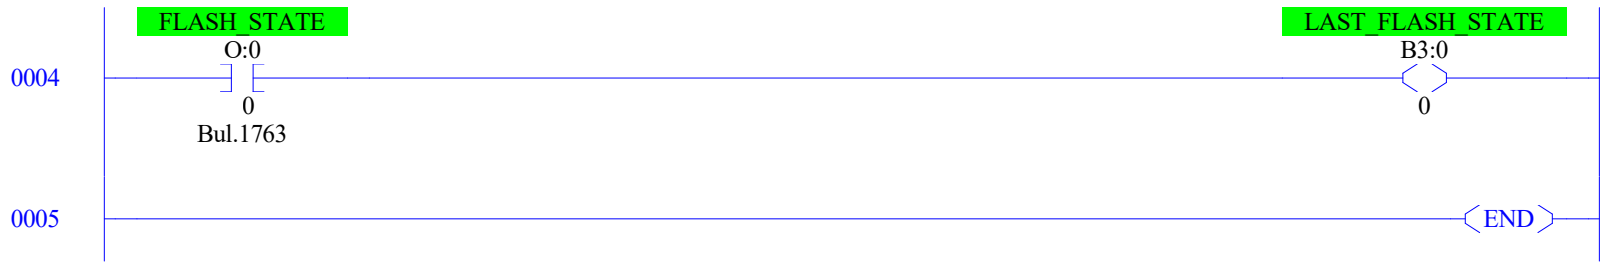 FLASH_STATE LAST_FLASH_STATE
O:0 B3:0
0004
0 0
Bul.1763
0005 END